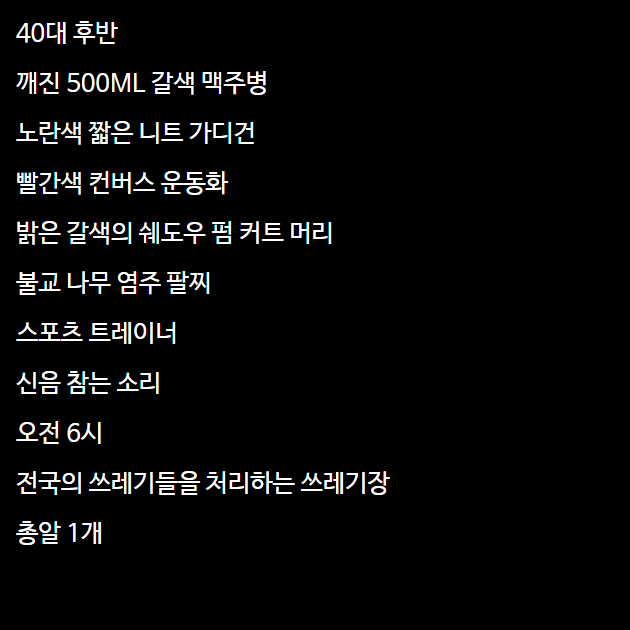 40대 후반
깨진 500ML 갈색 맥주병
노란색 짧은 니트 가디건
빨간색 컨버스 운동화
밝은 갈색의 쉐도우 펌 커트 머리
불교 나무 염주 팔찌
스포츠 트레이너
신음 참는 소리
오전 6시
전국의 쓰레기들을 처리하는 쓰레기장
총알 1개